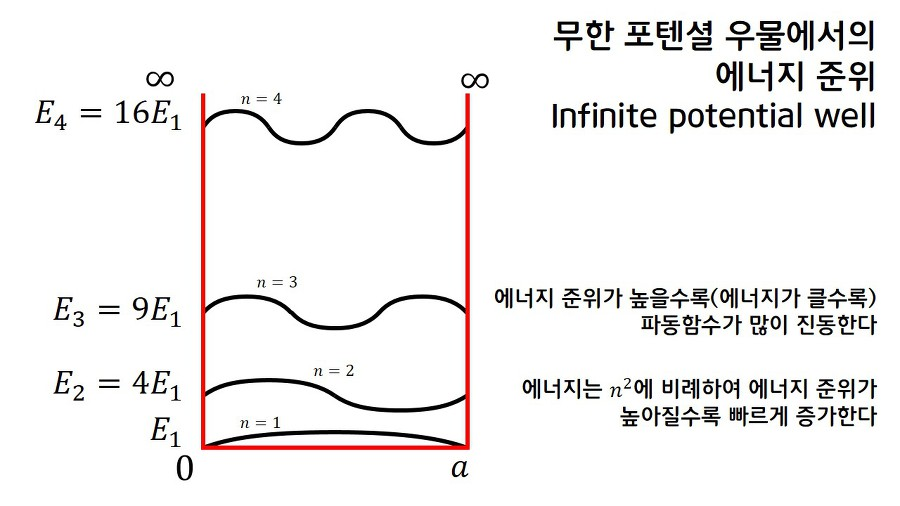 무한 포텐셜 우물에서의
에너지 준위
Infinite potential well
∞
∞
E₄ = 16E₁
n = 4
E₃ = 9E₁
n = 3
에너지 준위가 높을수록(에너지가 클수록)
파동함수가 많이 진동한다
E₂ = 4E₁
n = 2
에너지는 n²에 비례하여 에너지 준위가
높아질수록 빠르게 증가한다
E₁
n = 1
0
a